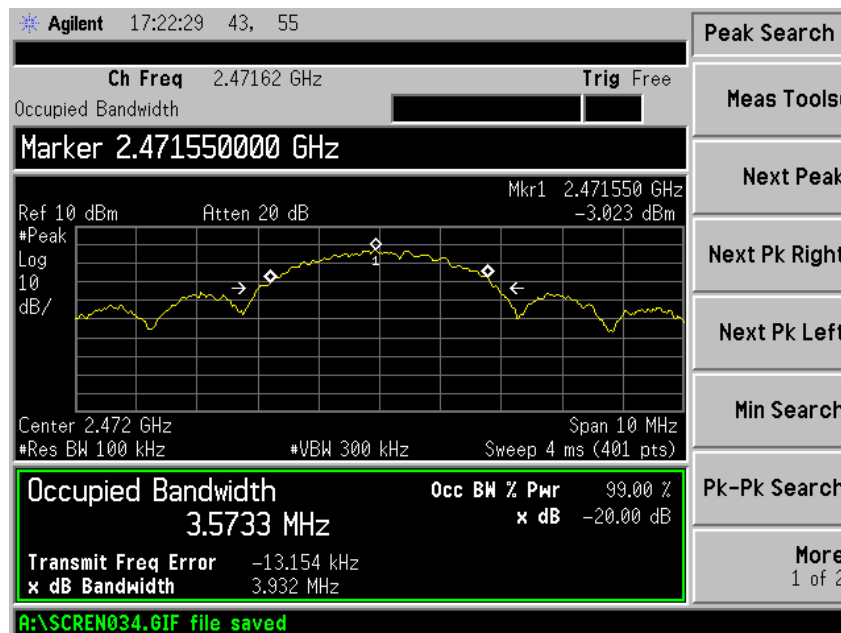 Agilent 17:22:29 43, 55
Peak Search
Ch Freq 2.47162 GHz Trig Free
Occupied Bandwidth
Meas Tools
Marker 2.471550000 GHz
Mkr1 2.471550 GHz
Ref 10 dBm Atten 20 dB -3.023 dBm
#Peak
Log
10
dB/
1
Next Peak
Next Pk Right
Next Pk Left
Center 2.472 GHz Span 10 MHz
#Res BW 100 kHz #VBW 300 kHz Sweep 4 ms (401 pts)
Min Search
Occupied Bandwidth Occ BW % Pwr 99.00 %
3.5733 MHz x dB -20.00 dB
Pk-Pk Search
Transmit Freq Error -13.154 kHz
x dB Bandwidth 3.932 MHz
More
1 of 2
A:\SCREN034.GIF file saved